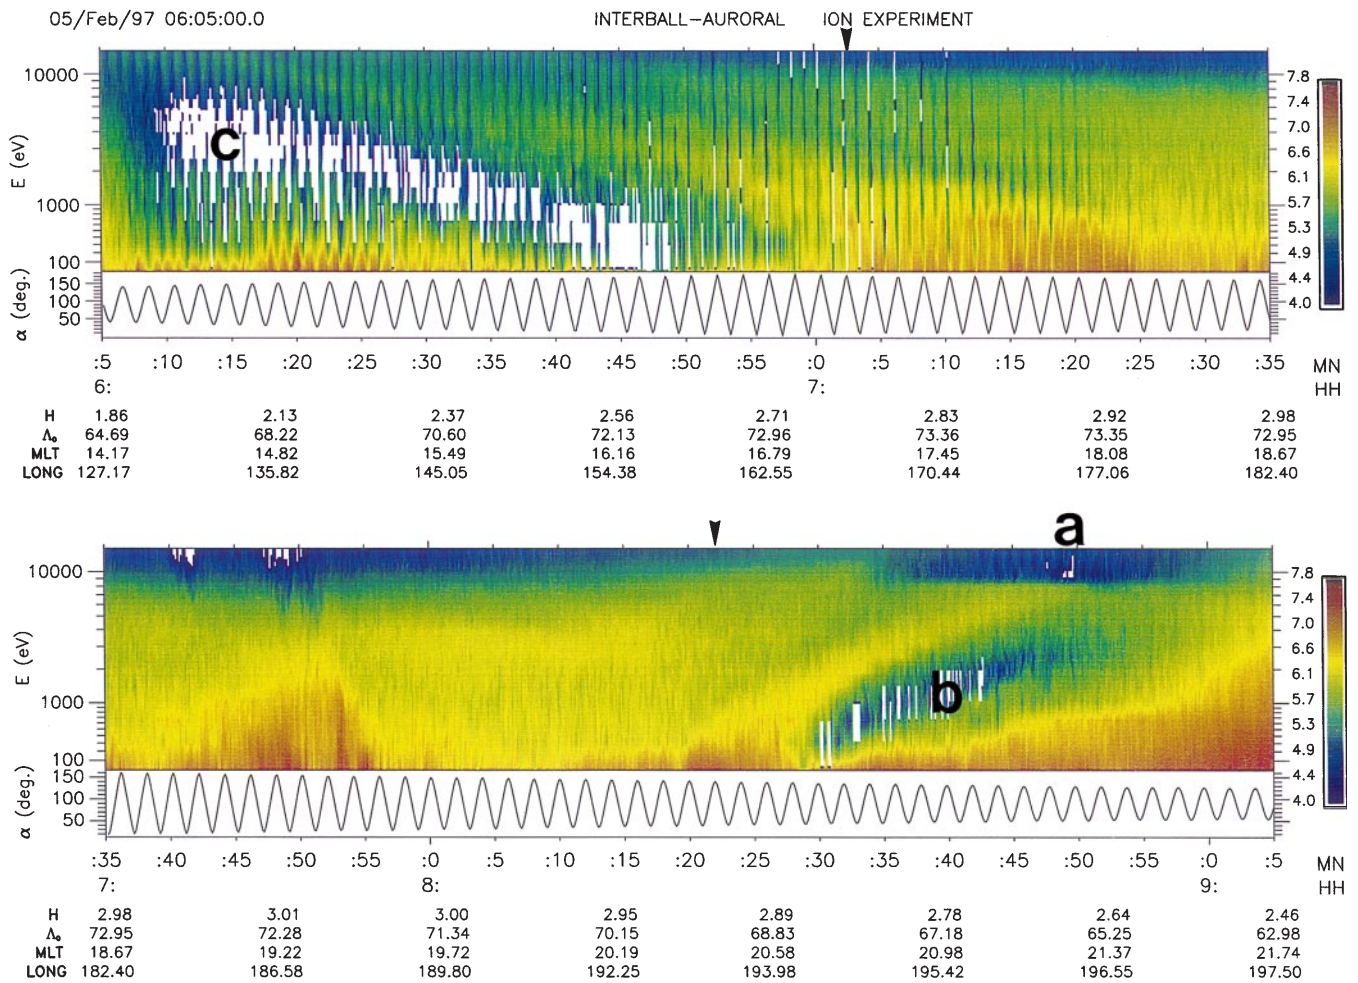 05/Feb/97 06:05:00.0 INTERBALL-AURORAL ION EXPERIMENT
10000
1000
100
E (eV)
c
7.8
7.4
7.0
6.6
6.1
5.7
5.3
4.9
4.4
4.0
150
100
50
α (deg.)
:5 :10 :15 :20 :25 :30 :35 :40 :45 :50 :55 :0 :5 :10 :15 :20 :25 :30 :35 MN
6: 7: HH
H 1.86 2.13 2.37 2.56 2.71 2.83 2.92 2.98
Λ₀ 64.69 68.22 70.60 72.13 72.96 73.36 73.35 72.95
MLT 14.17 14.82 15.49 16.16 16.79 17.45 18.08 18.67
LONG 127.17 135.82 145.05 154.38 162.55 170.44 177.06 182.40
a
10000
1000
100
E (eV)
b
7.8
7.4
7.0
6.6
6.1
5.7
5.3
4.9
4.4
4.0
150
100
50
α (deg.)
:35 :40 :45 :50 :55 :0 :5 :10 :15 :20 :25 :30 :35 :40 :45 :50 :55 :0 :5 MN
7: 8: 9: HH
H 2.98 3.01 3.00 2.95 2.89 2.78 2.64 2.46
Λ₀ 72.95 72.28 71.34 70.15 68.83 67.18 65.25 62.98
MLT 18.67 19.22 19.72 20.19 20.58 20.98 21.37 21.74
LONG 182.40 186.58 189.80 192.25 193.98 195.42 196.55 197.50